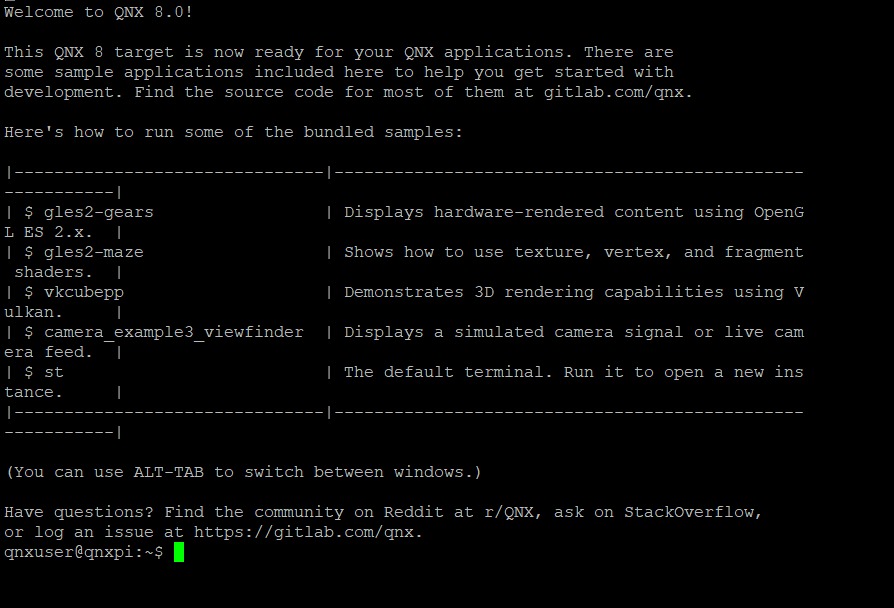 Welcome to QNX 8.0!
This QNX 8 target is now ready for your QNX applications. There are
some sample applications included here to help you get started with
development. Find the source code for most of them at gitlab.com/qnx.
Here's how to run some of the bundled samples:
|-------------------------------|-----------------------------------------------
-----------|
| $ gles2-gears                 | Displays hardware-rendered content using OpenG
L ES 2.x.  |
| $ gles2-maze                  | Shows how to use texture, vertex, and fragment
 shaders.  |
| $ vkcubepp                    | Demonstrates 3D rendering capabilities using V
ulkan.     |
| $ camera_example3_viewfinder  | Displays a simulated camera signal or live cam
era feed.  |
| $ st                          | The default terminal. Run it to open a new ins
tance.     |
|-------------------------------|-----------------------------------------------
-----------|
(You can use ALT-TAB to switch between windows.)
Have questions? Find the community on Reddit at r/QNX, ask on StackOverflow,
or log an issue at https://gitlab.com/qnx.
qnxuser@qnxpi:~$